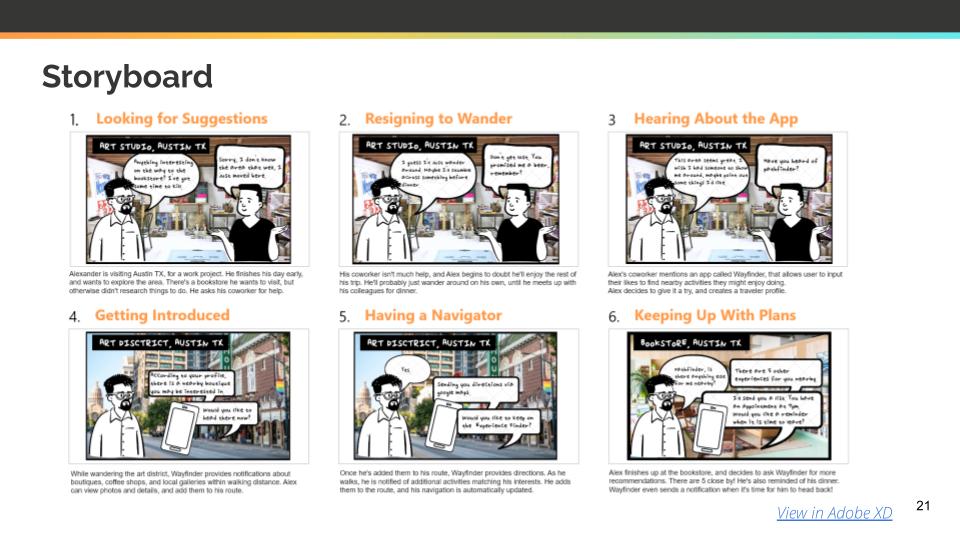 Storyboard
1. Looking for Suggestions
ART STUDIO, AUSTIN TX
Anything interesting
on the way to the
bookstore? I've got
some time to kill
Sorry, I don't know
the area that well, I
just moved here.
Alexander is visiting Austin TX, for a work project. He finishes his day early,
and wants to explore the area. There's a bookstore he wants to visit, but
otherwise didn't research things to do. He asks his coworker for help.
2. Resigning to Wander
ART STUDIO, AUSTIN TX
I guess I'll just wander
around. Maybe I'll stumble
across something before
dinner.
Don't get lost. You
promised me a beer,
remember?
His coworker isn't much help, and Alex begins to doubt he'll enjoy the rest of
his trip. He'll probably just wander around on his own, until he meets up with
his colleagues for dinner.
3 Hearing About the App
ART STUDIO, AUSTIN TX
This area seems great, I
wish I had someone to show
me around, maybe point out
some things I'd like
Have you heard of
pathfinder?
Alex's coworker mentions an app called Wayfinder, that allows user to input
their likes to find nearby activities they might enjoy doing.
Alex decides to give it a try, and creates a traveler profile.
4. Getting Introduced
ART DISCTRICT, AUSTIN TX
According to your profile,
there is a nearby boutique
you may be interested in.
Would you like to
head there now?
While wandering the art district, Wayfinder provides notifications about
boutiques, coffee shops, and local galleries within walking distance. Alex
can view photos and details, and add them to his route.
5. Having a Navigator
ART DISCTRICT, AUSTIN TX
Yes,
Sending you directions via
google maps.
Would you like to keep on
the Experience Finder?
Once he's added them to his route, Wayfinder provides directions. As he
walks, he is notified of additional activities matching his interests. He adds
them to the route, and his navigation is automatically updated.
6. Keeping Up With Plans
BOOKSTORE, AUSTIN TX
Pathfinder, is
there anything else
for me nearby?
There are 5 other
experiences for you nearby
I'll send you a list. You have
an Appointment at 7pm.
Would you like a reminder
when it is time to leave?
Alex finishes up at the bookstore, and decides to ask Wayfinder for more
recommendations. There are 5 close by! He's also reminded of his dinner.
Wayfinder even sends a notification when it's time for him to head back!
View in Adobe XD
21